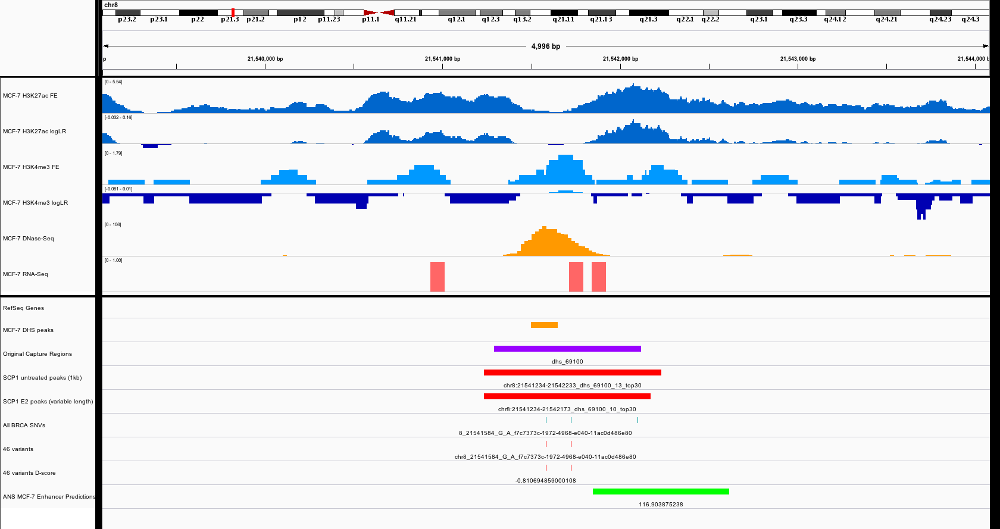 chr8
p23.2 p23.1 p22 p21.3 p21.2 p12 p11.23 p11.1 q11.21 q12.1 q12.3 q13.2 q21.11 q21.13 q21.3 q22.1 q22.2 q23.1 q23.3 q24.12 q24.21 q24.23 q24.3
4,996 bp
p 21,540,000 bp 21,541,000 bp 21,542,000 bp 21,543,000 bp 21,544,000 b
[0 - 5.54]
MCF-7 H3K27ac FE
[-0.032 - 0.16]
MCF-7 H3K27ac logLR
[0 - 1.79]
MCF-7 H3K4me3 FE
[-0.081 - 0.01]
MCF-7 H3K4me3 logLR
[0 - 106]
MCF-7 DNase-Seq
[0 - 1.00]
MCF-7 RNA-Seq
RefSeq Genes
MCF-7 DHS peaks
Original Capture Regions
dhs_69100
SCP1 untreated peaks (1kb)
chr8:21541234-21542233_dhs_69100_13_top30
SCP1 E2 peaks (variable length)
chr8:21541234-21542173_dhs_69100_10_top30
All BRCA SNVs
8_21541584_G_A_f7c7373c-1972-4968-e040-11ac0d486e80
46 variants
chr8_21541584_G_A_f7c7373c-1972-4968-e040-11ac0d486e80
46 variants D-score
-0.810694859000108
ANS MCF-7 Enhancer Predictions
116.903875238